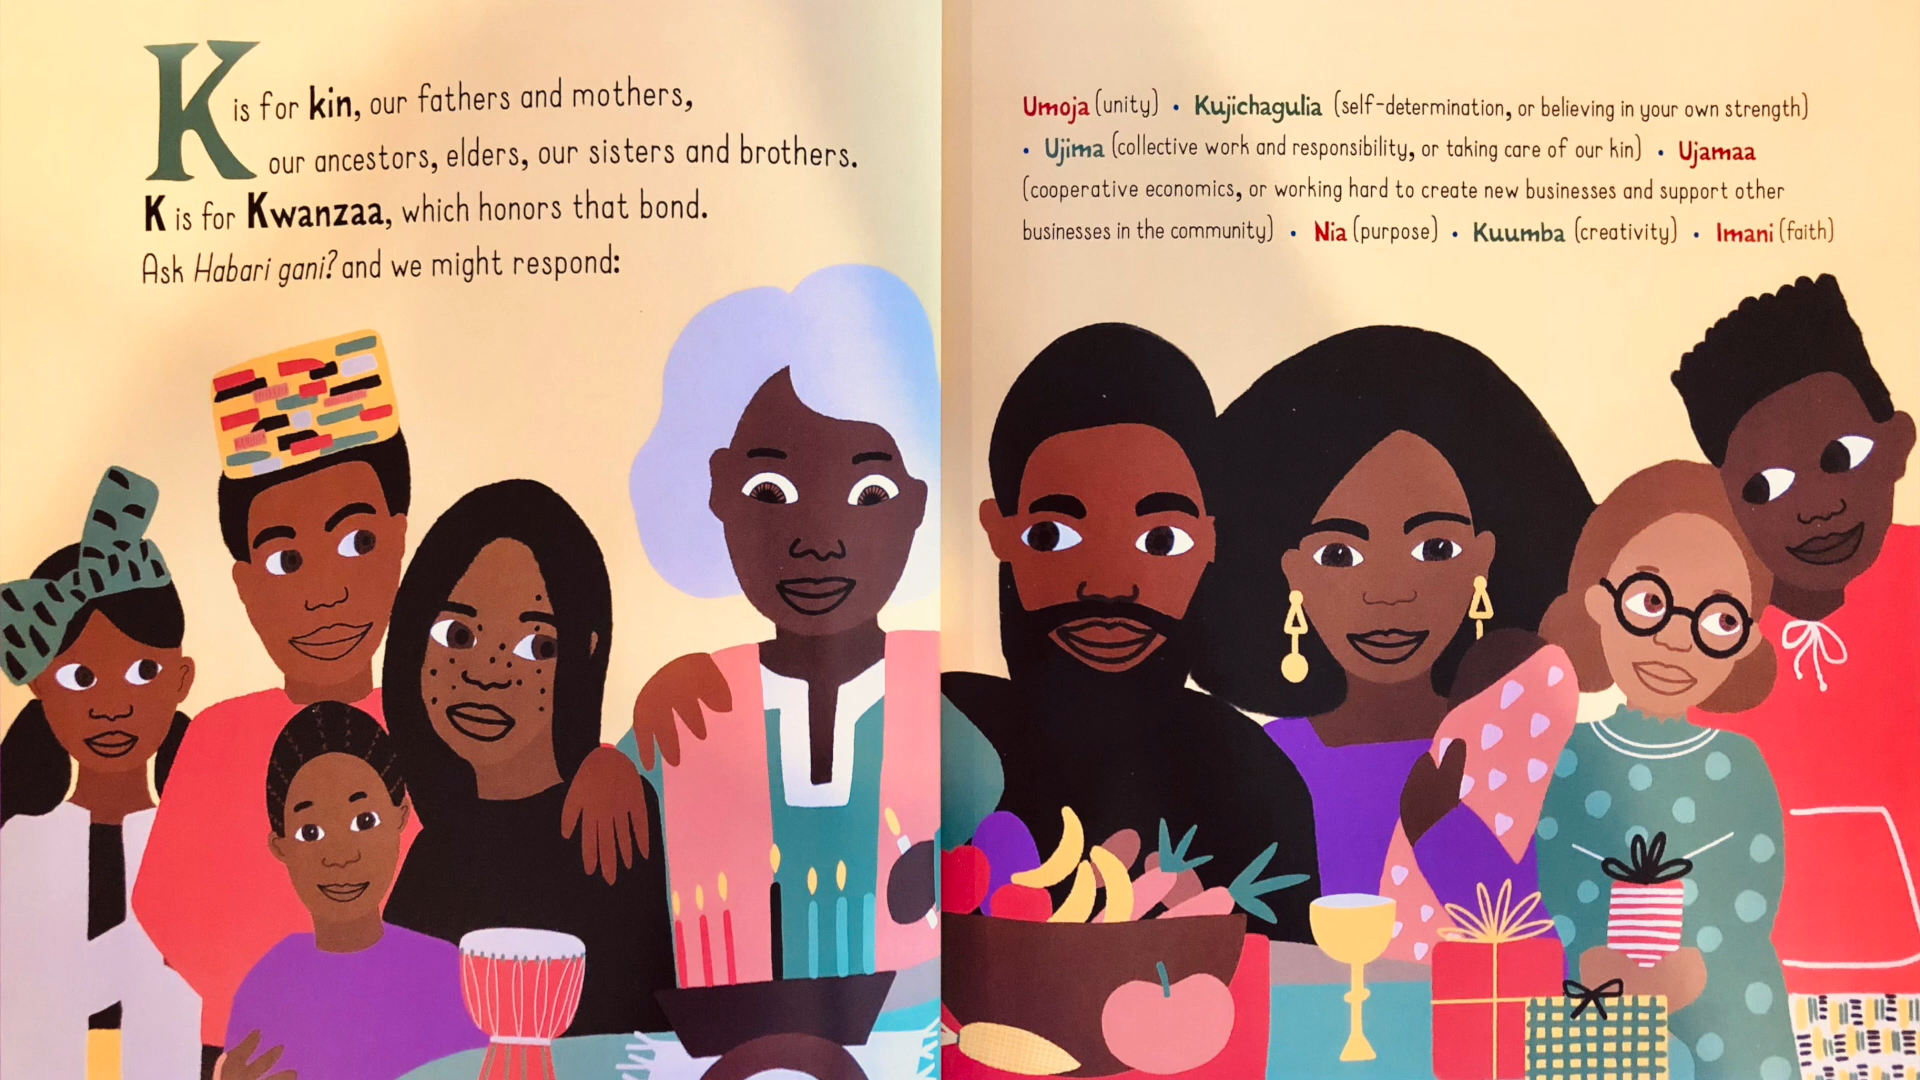 K is for kin, our fathers and mothers,
our ancestors, elders, our sisters and brothers.
K is for Kwanzaa, which honors that bond.
Ask Habari gani? and we might respond:
Umoja (unity) • Kujichagulia (self-determination, or believing in your own strength)
• Ujima (collective work and responsibility, or taking care of our kin) • Ujamaa
(cooperative economics, or working hard to create new businesses and support other
businesses in the community) • Nia (purpose) • Kuumba (creativity) • Imani (faith)